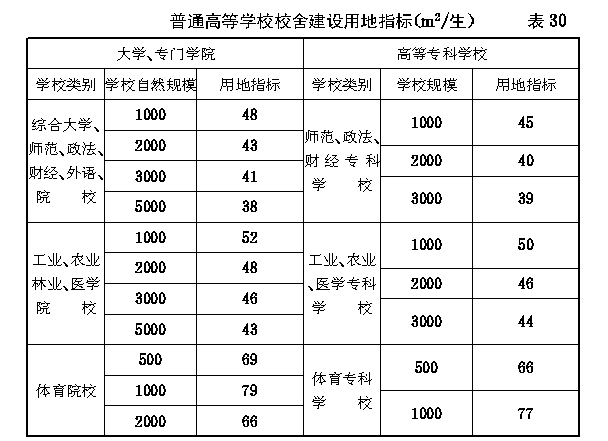 普通高等学校校舍建设用地指标(m²/生) 表 30
大学、专门学院 高等专科学校
学校类别 学校自然规模 用地指标 学校类别 学校规模 用地指标
综合大学、
师范、政法、
财经、外语、
院 校
1000 48
2000 43
3000 41
5000 38
师范、政法、
财经专科
学 校
1000 45
2000 40
3000 39
工业、农业
林业、医学
院 校
1000 52
2000 48
3000 46
5000 43
工业、农业
、医学专科
学 校
1000 50
2000 46
3000 44
体育院校
500 69
1000 79
2000 66
体育专科
学 校
500 66
1000 77